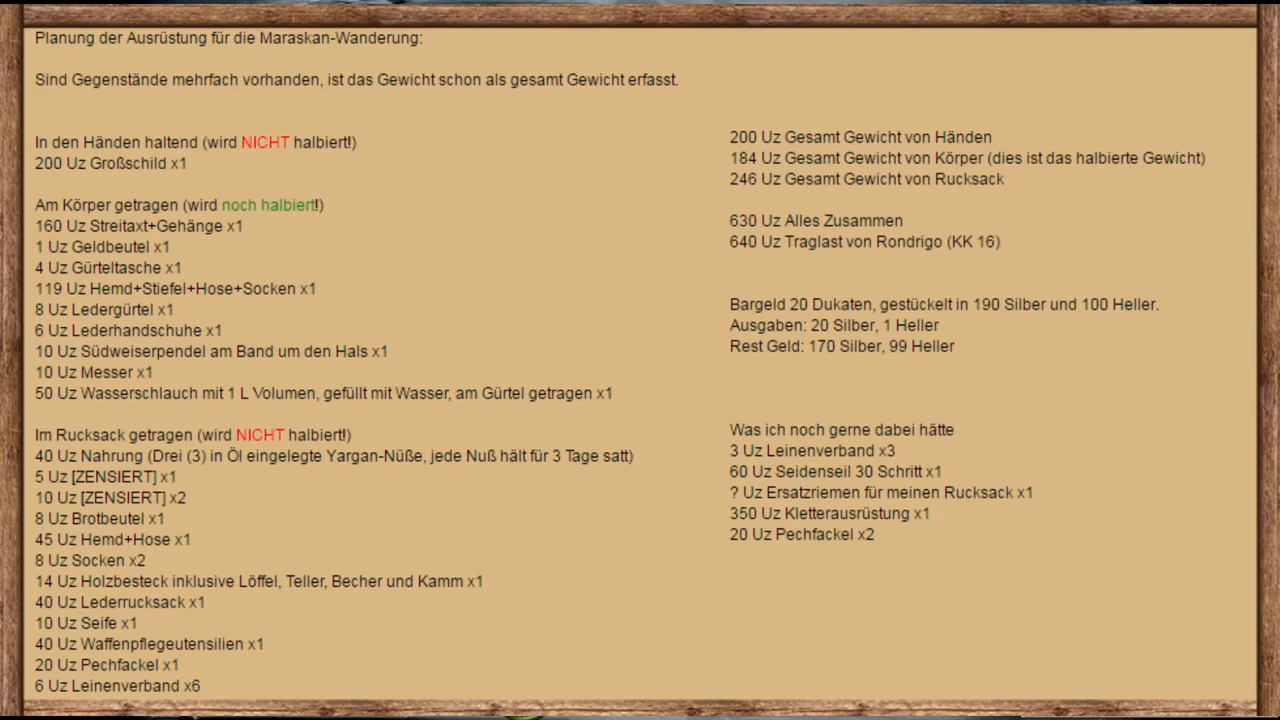 Planung der Ausrüstung für die Maraskan-Wanderung:
Sind Gegenstände mehrfach vorhanden, ist das Gewicht schon als gesamt Gewicht erfasst.
In den Händen haltend (wird NICHT halbiert!)
200 Uz Großschild x1
Am Körper getragen (wird noch halbiert!)
160 Uz Streitaxt+Gehänge x1
1 Uz Geldbeutel x1
4 Uz Gürteltasche x1
119 Uz Hemd+Stiefel+Hose+Socken x1
8 Uz Ledergürtel x1
6 Uz Lederhandschuhe x1
10 Uz Südweiserpendel am Band um den Hals x1
10 Uz Messer x1
50 Uz Wasserschlauch mit 1 L Volumen, gefüllt mit Wasser, am Gürtel getragen x1
Im Rucksack getragen (wird NICHT halbiert!)
40 Uz Nahrung (Drei (3) in Öl eingelegte Yargan-Nüße, jede Nuß hält für 3 Tage satt)
5 Uz [ZENSIERT] x1
10 Uz [ZENSIERT] x2
8 Uz Brotbeutel x1
45 Uz Hemd+Hose x1
8 Uz Socken x2
14 Uz Holzbesteck inklusive Löffel, Teller, Becher und Kamm x1
40 Uz Lederrucksack x1
10 Uz Seife x1
40 Uz Waffenpflegeutensilien x1
20 Uz Pechfackel x1
6 Uz Leinenverband x6
200 Uz Gesamt Gewicht von Händen
184 Uz Gesamt Gewicht von Körper (dies ist das halbierte Gewicht)
246 Uz Gesamt Gewicht von Rucksack
630 Uz Alles Zusammen
640 Uz Traglast von Rondrigo (KK 16)
Bargeld 20 Dukaten, gestückelt in 190 Silber und 100 Heller.
Ausgaben: 20 Silber, 1 Heller
Rest Geld: 170 Silber, 99 Heller
Was ich noch gerne dabei hätte
3 Uz Leinenverband x3
60 Uz Seidenseil 30 Schritt x1
? Uz Ersatzriemen für meinen Rucksack x1
350 Uz Kletterausrüstung x1
20 Uz Pechfackel x2